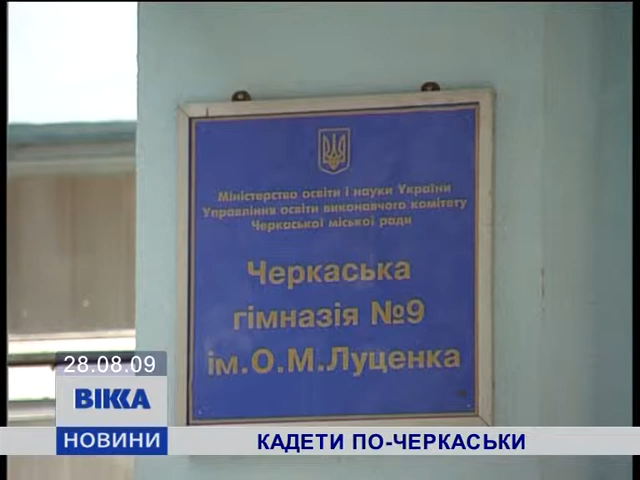 Міністерство освіти і науки України
Управління освіти виконавчого комітету
Черкаської міської ради
Черкаська
гімназія №9
ім.О.М.Луценка
28.08.09
ВІККА
НОВИНИ
КАДЕТИ ПО-ЧЕРКАСЬКИ